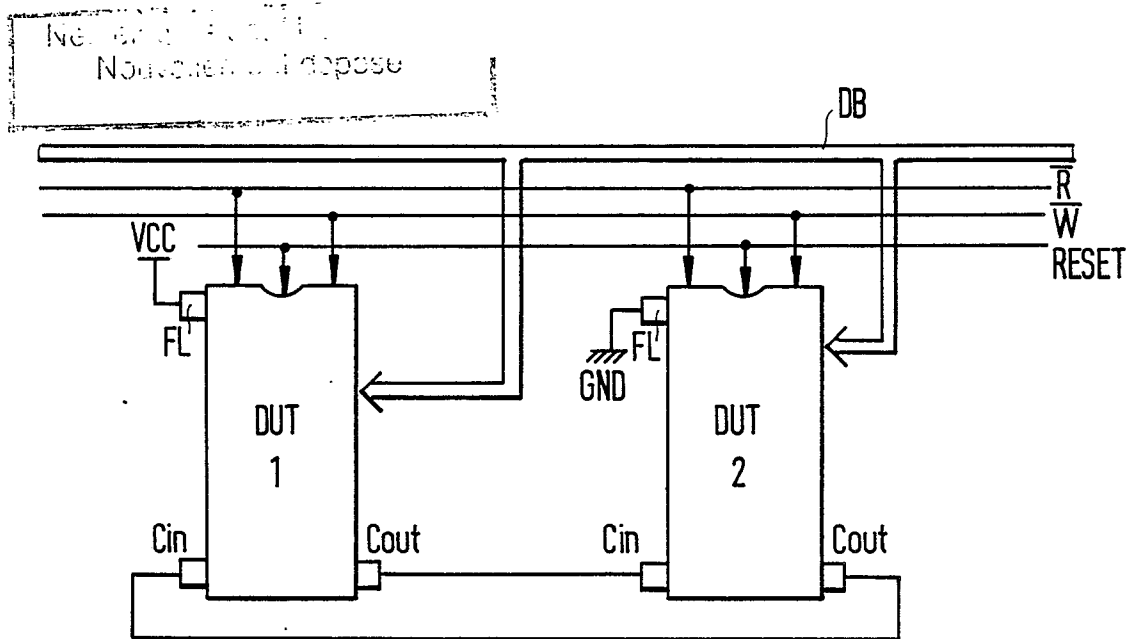 DB
R̅
W̅
RESET
VCC
FL
FL
GND
DUT
1
DUT
2
Cin
Cout
Cin
Cout